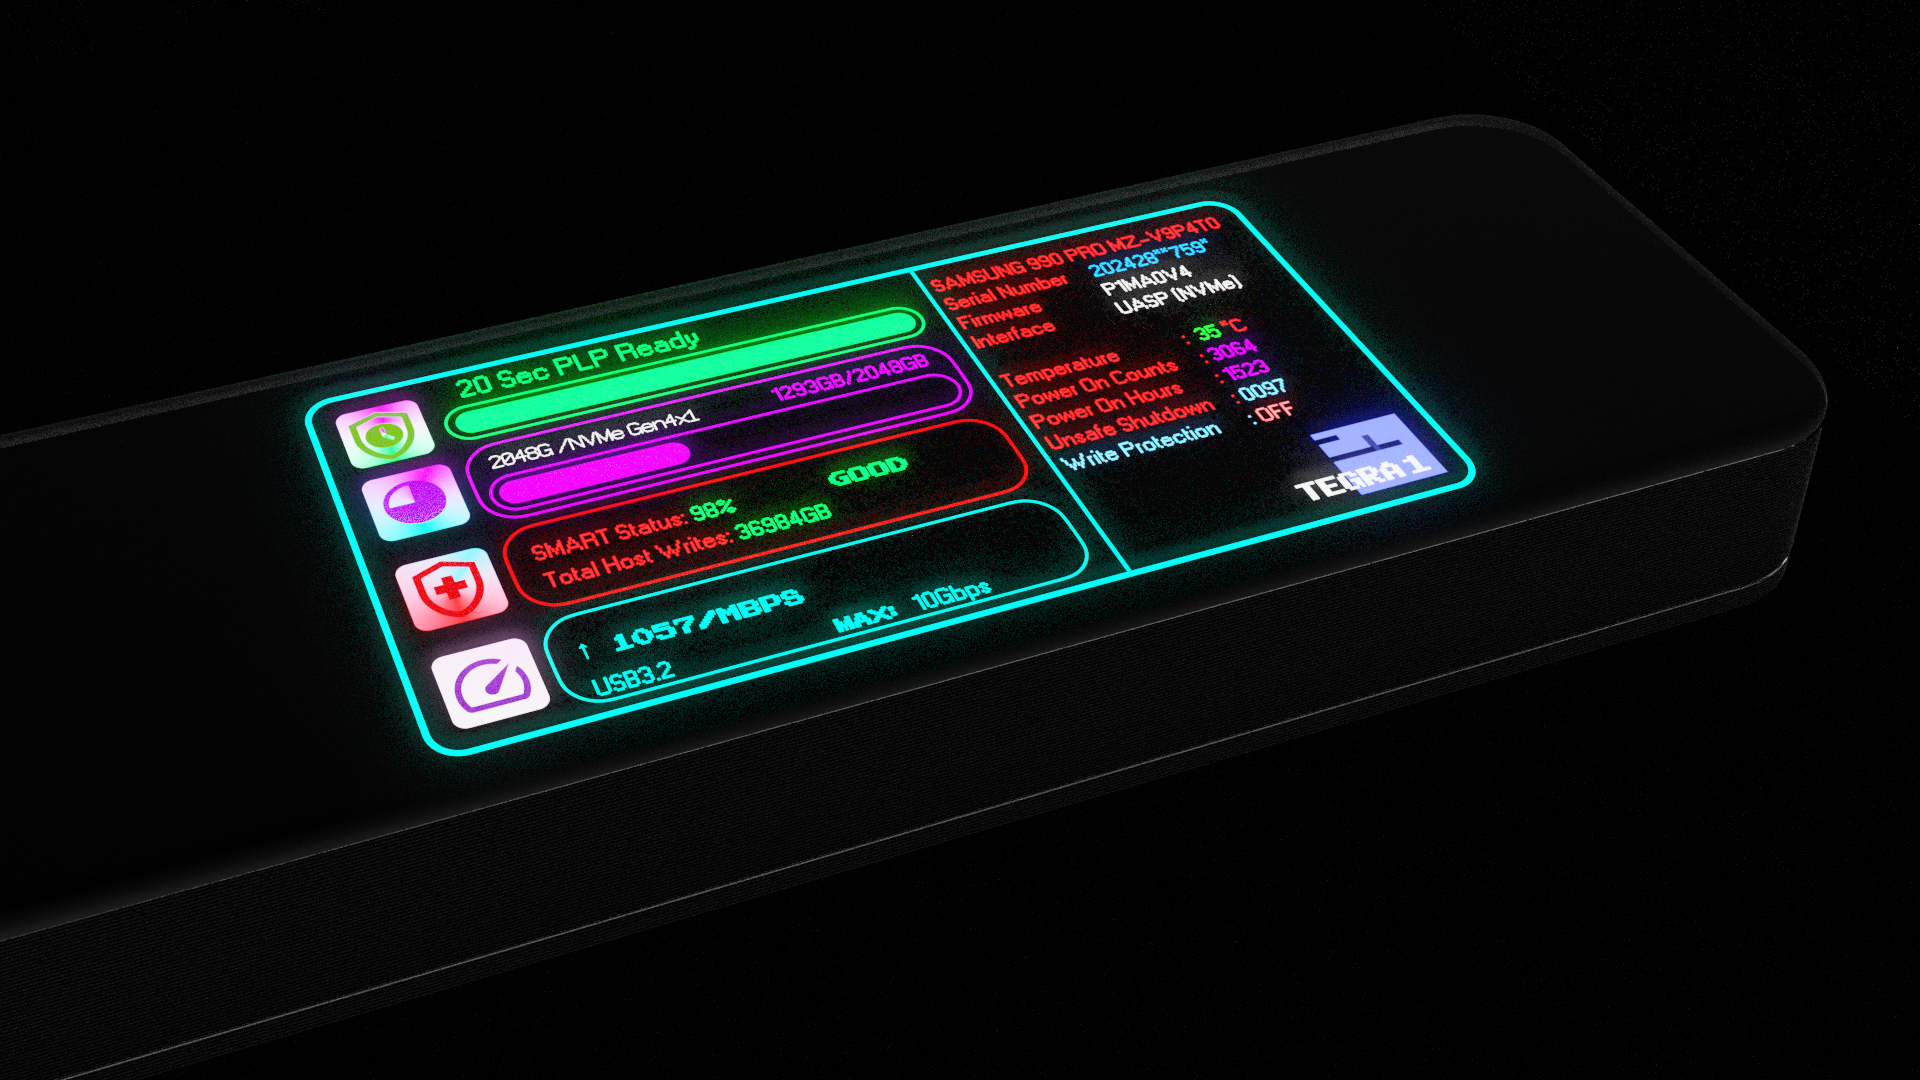 20 Sec PLP Ready
2048G /NVMe Gen4x1
1293GB/2048GB
SMART Status: 98%
GOOD
Total Host Writes: 36984GB
↑ 1057/MBPS
MAX: 10Gbps
USB3.2
SAMSUNG 990 PRO MZ-V9P4T0
Serial Number 202428**759*
Firmware P1MA0V4
Interface UASP (NVMe)
Temperature : 35°C
Power On Counts :3064
Power On Hours :1523
Unsafe Shutdown :0097
Write Protection :OFF
TEGRA 1